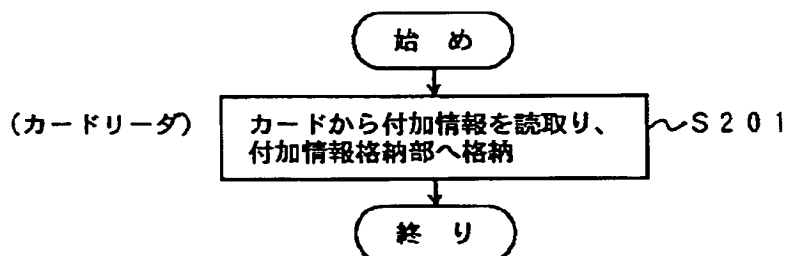 始 め
(カードリーダ)
カードから付加情報を読取り、
付加情報格納部へ格納
S201
終 り